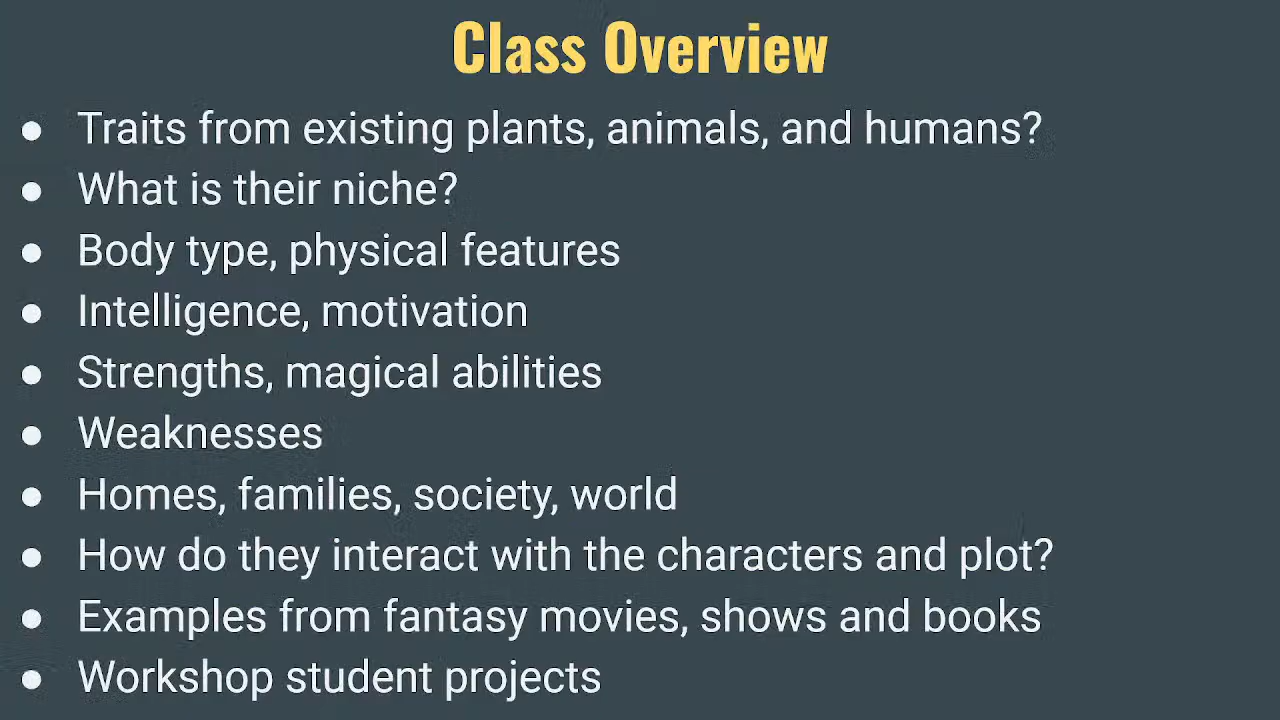 Class Overview
● Traits from existing plants, animals, and humans?
● What is their niche?
● Body type, physical features
● Intelligence, motivation
● Strengths, magical abilities
● Weaknesses
● Homes, families, society, world
● How do they interact with the characters and plot?
● Examples from fantasy movies, shows and books
● Workshop student projects